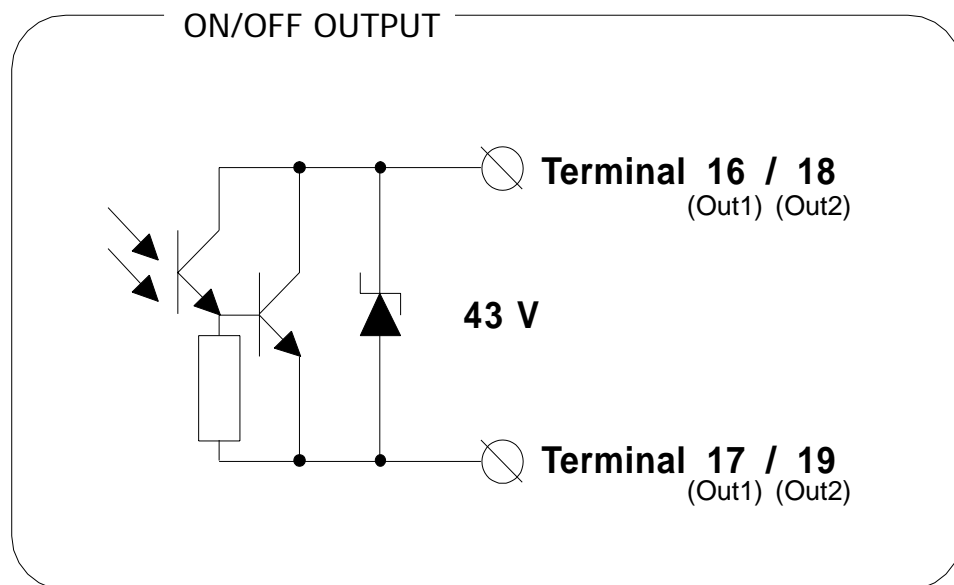 ON/OFF OUTPUT
Terminal 16 / 18
(Out1) (Out2)
43 V
Terminal 17 / 19
(Out1) (Out2)